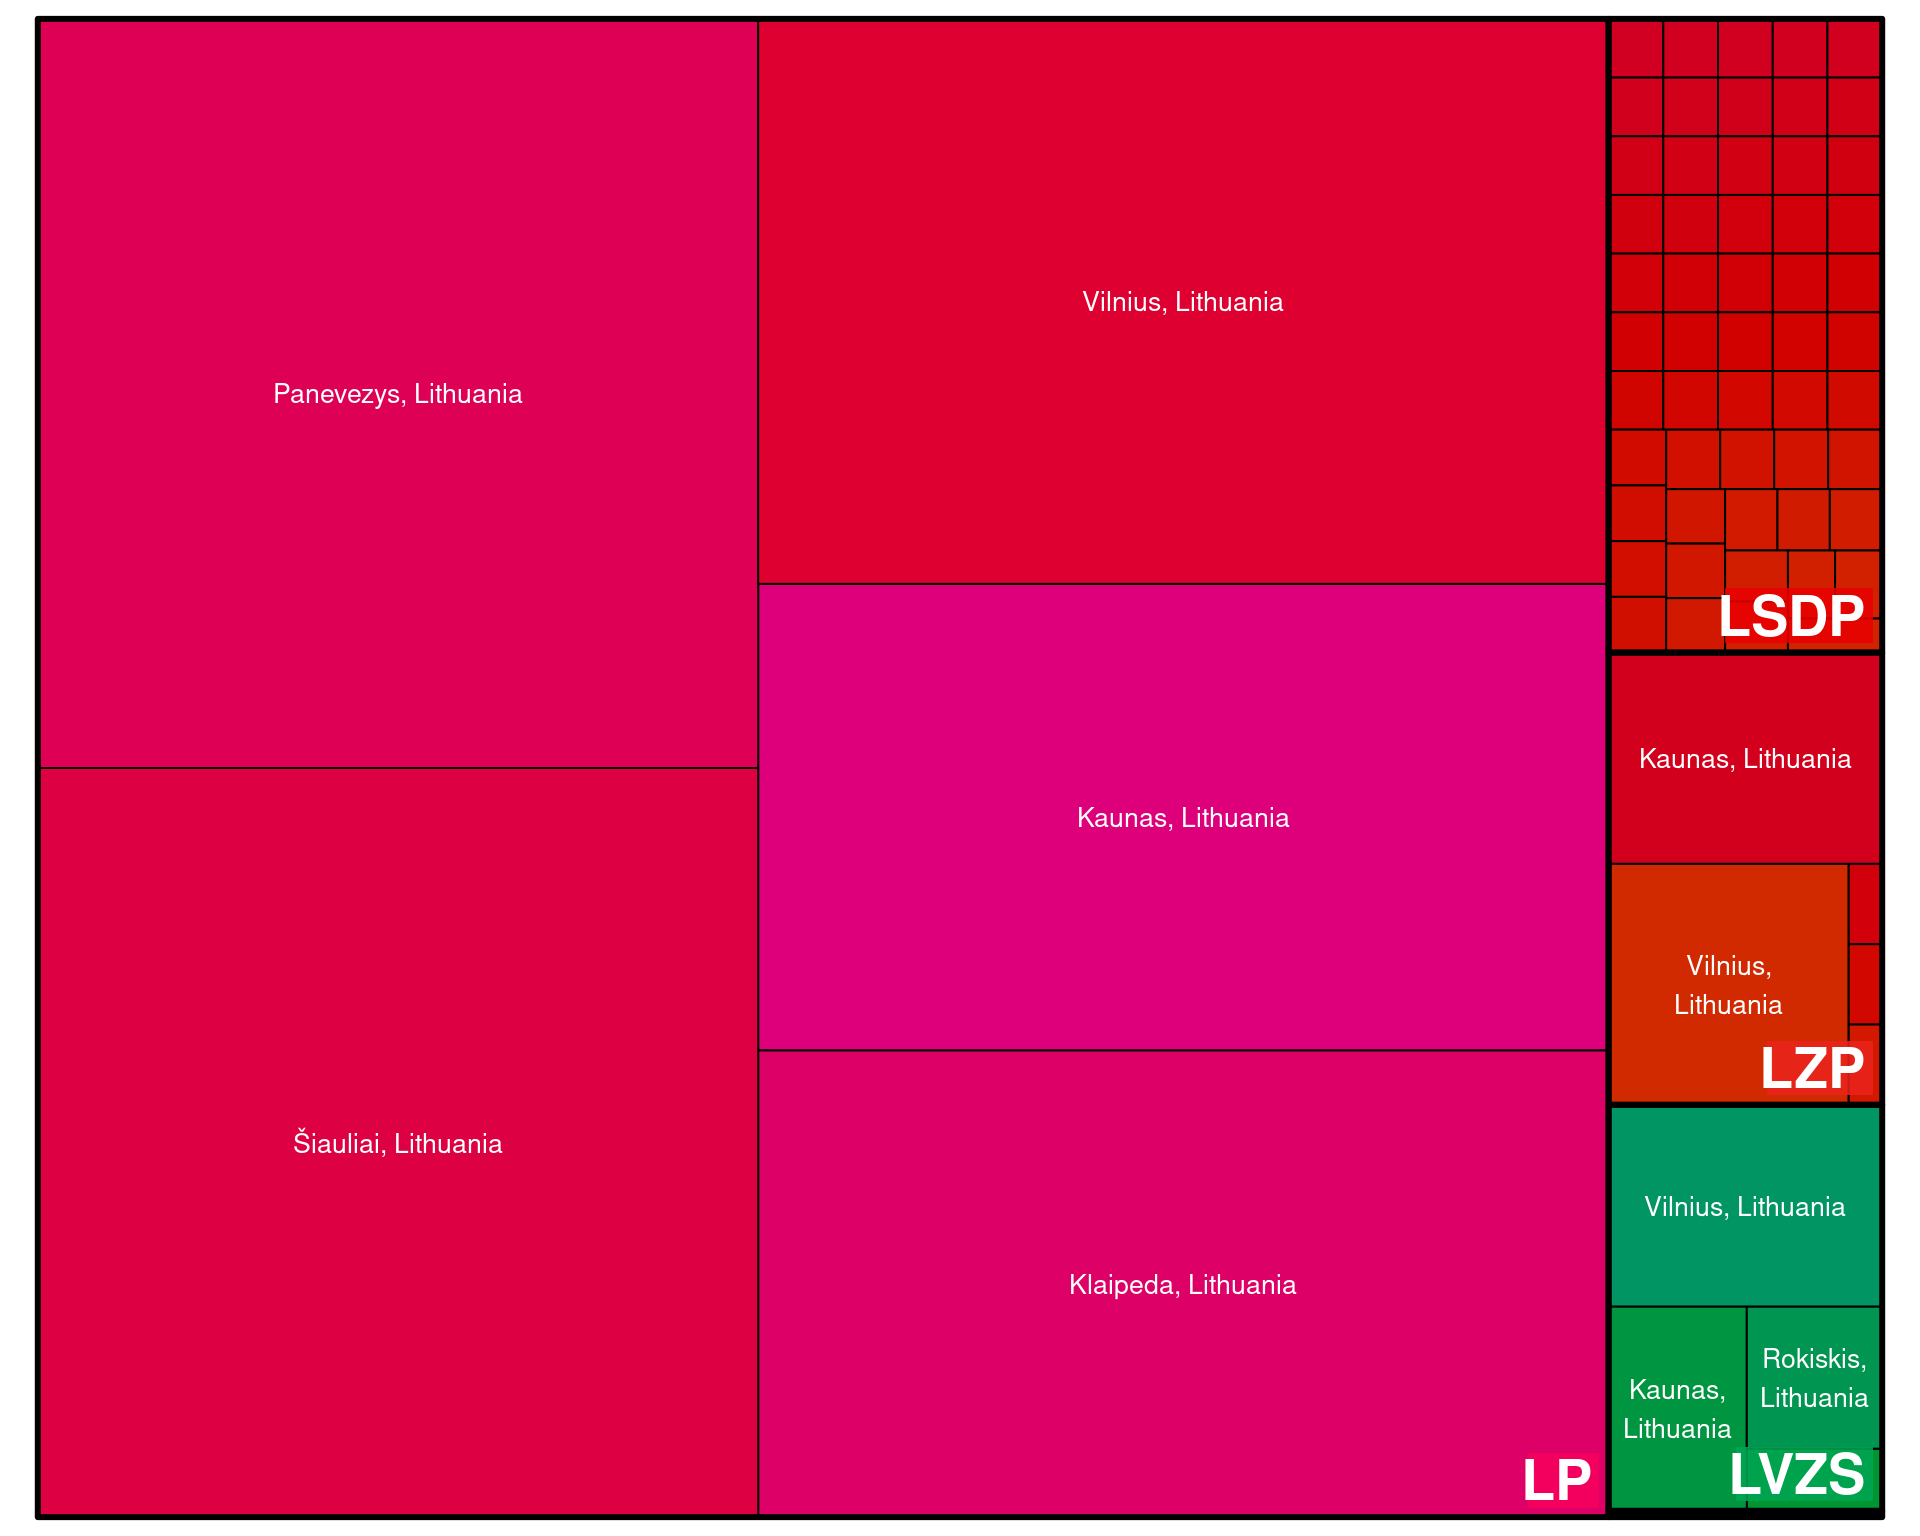 Panevezys, Lithuania
Šiauliai, Lithuania
Vilnius, Lithuania
Kaunas, Lithuania
Klaipeda, Lithuania
LP
LSDP
Kaunas, Lithuania
Vilnius,
Lithuania
LZP
Vilnius, Lithuania
Kaunas,
Lithuania
Rokiskis,
Lithuania
LVZS